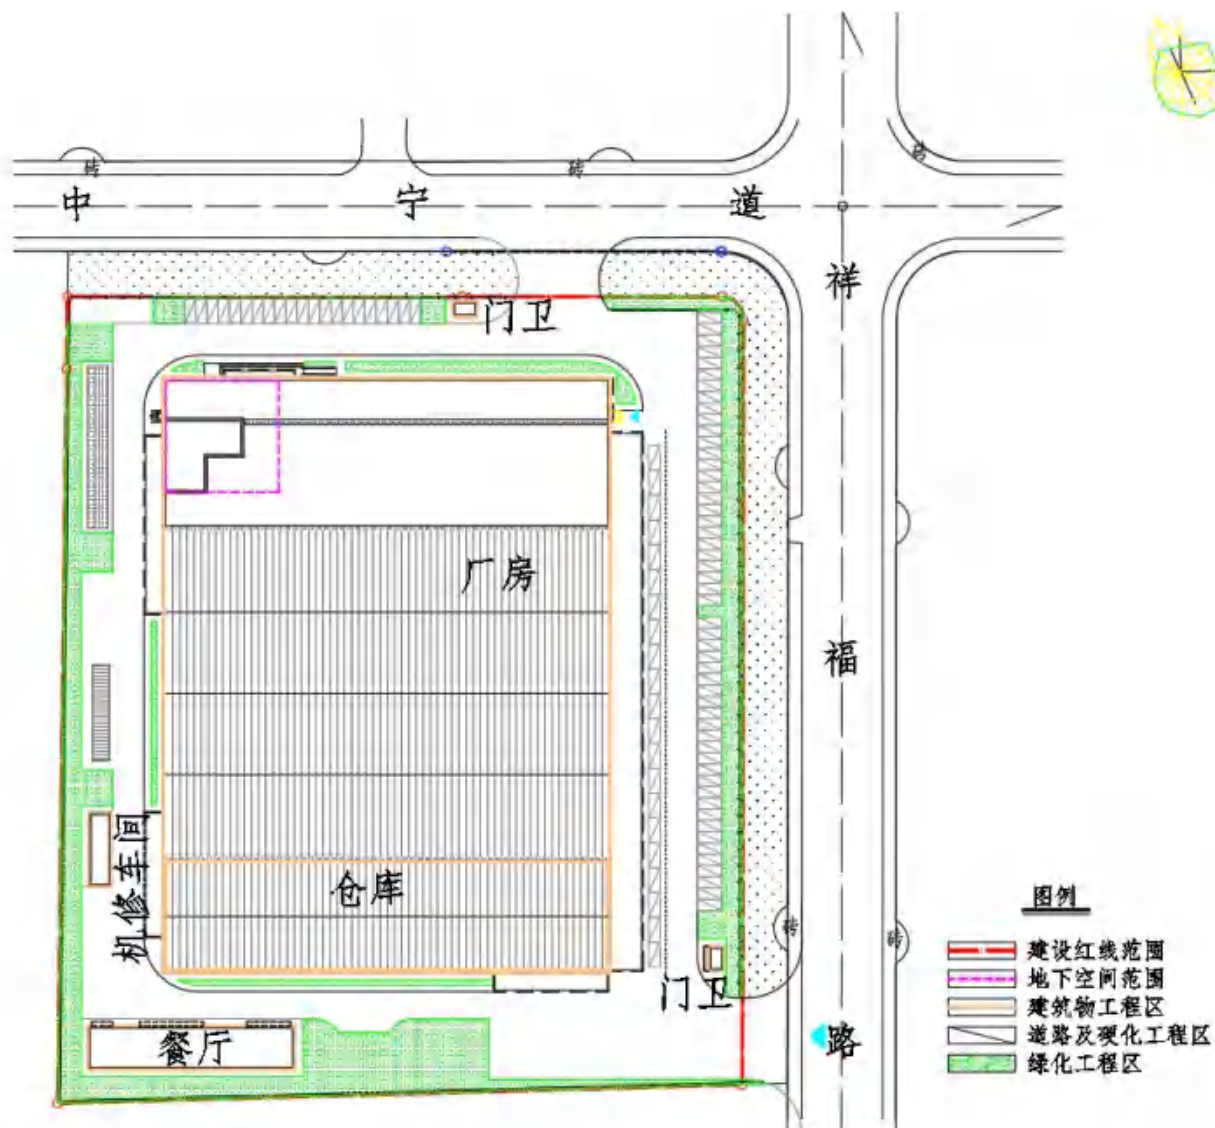 砖
砖
砖
中宁道
祥福路
门卫
厂房
仓库
机修车间
砖
砖
门卫
餐厅
图例
建设红线范围
地下空间范围
建筑物工程区
道路及硬化工程区
绿化工程区